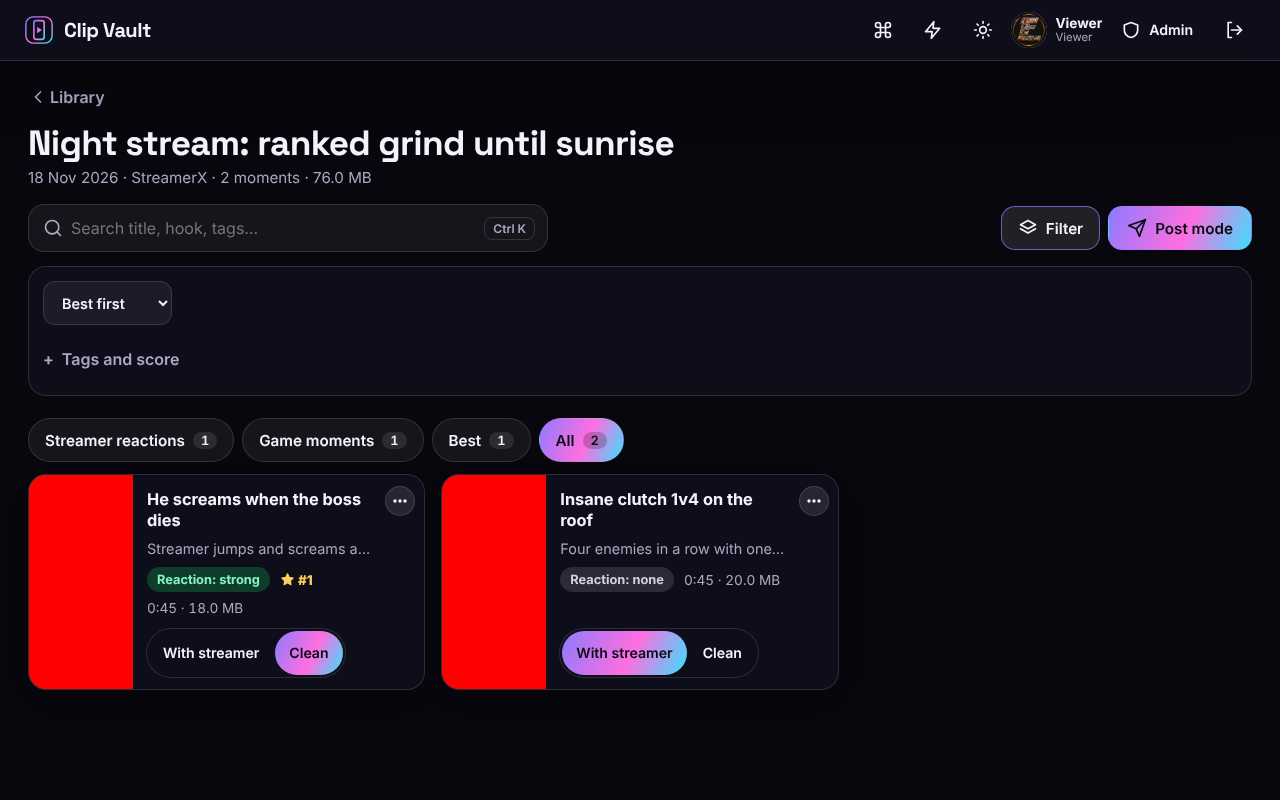 Clip Vault
Viewer
Viewer
Admin
Library
Night stream: ranked grind until sunrise
18 Nov 2026 · StreamerX · 2 moments · 76.0 MB
Search title, hook, tags...
Ctrl K
Filter
Post mode
Best first
+ Tags and score
Streamer reactions 1
Game moments 1
Best 1
All 2
He screams when the boss
dies
Streamer jumps and screams a...
Reaction: strong
#1
0:45 · 18.0 MB
With streamer
Clean
Insane clutch 1v4 on the
roof
Four enemies in a row with one...
Reaction: none
0:45 · 20.0 MB
With streamer
Clean